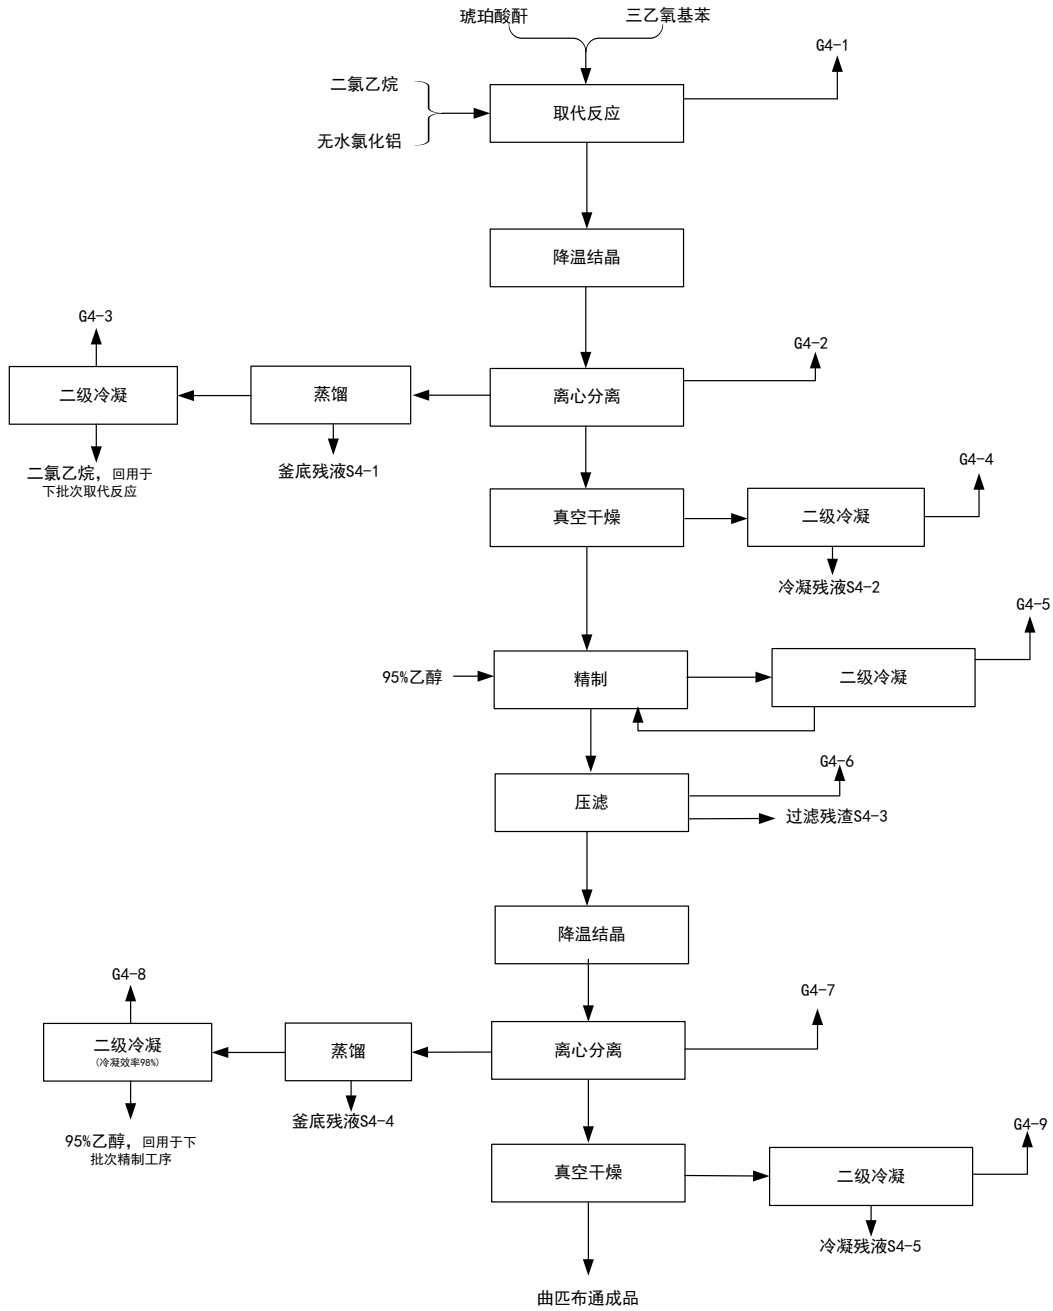 琥珀酸酐
三乙氧基苯
G4-1
二氯乙烷
取代反应
无水氯化铝
降温结晶
G4-3
G4-2
二级冷凝
蒸馏
离心分离
二氯乙烷，回用于
下批次取代反应
釜底残液S4-1
G4-4
真空干燥
二级冷凝
冷凝残液S4-2
G4-5
95%乙醇
精制
二级冷凝
G4-6
压滤
过滤残渣S4-3
降温结晶
G4-8
G4-7
二级冷凝
(冷凝效率98%)
蒸馏
离心分离
釜底残液S4-4
95%乙醇，回用于下
批次精制工序
G4-9
真空干燥
二级冷凝
冷凝残液S4-5
曲匹布通成品